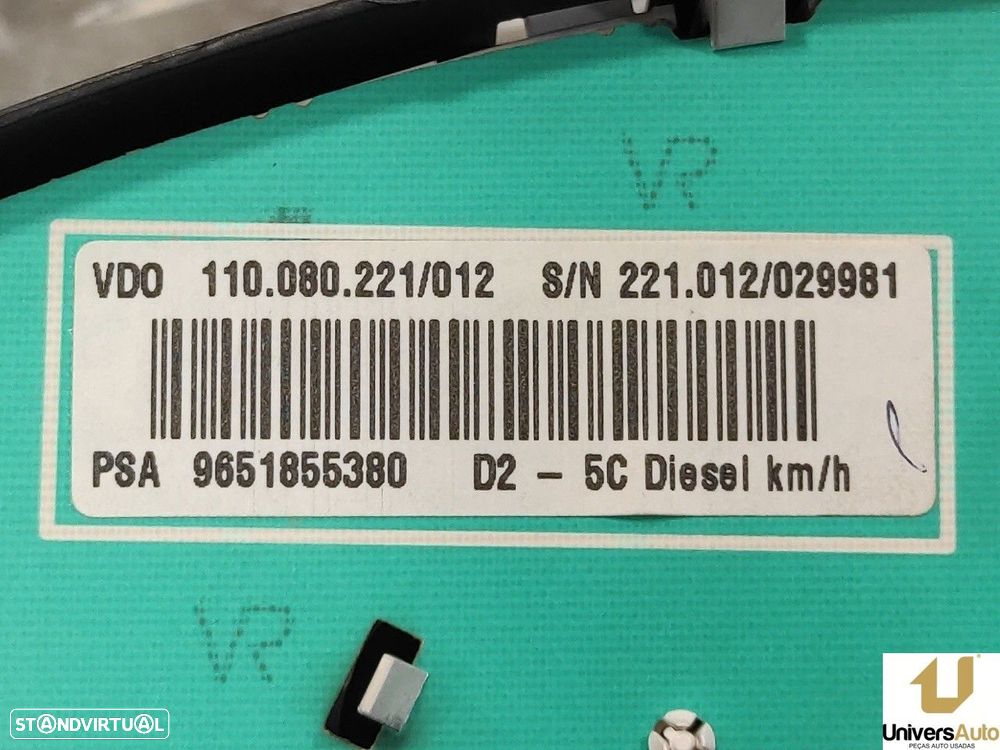 VR
VDO 110.080.221/012 S/N 221.012/029981
PSA 9651855380 D2 - 5C Diesel km/h
VR
STANDVIRTUAL
UniversAuto
PEÇAS AUTO USADAS